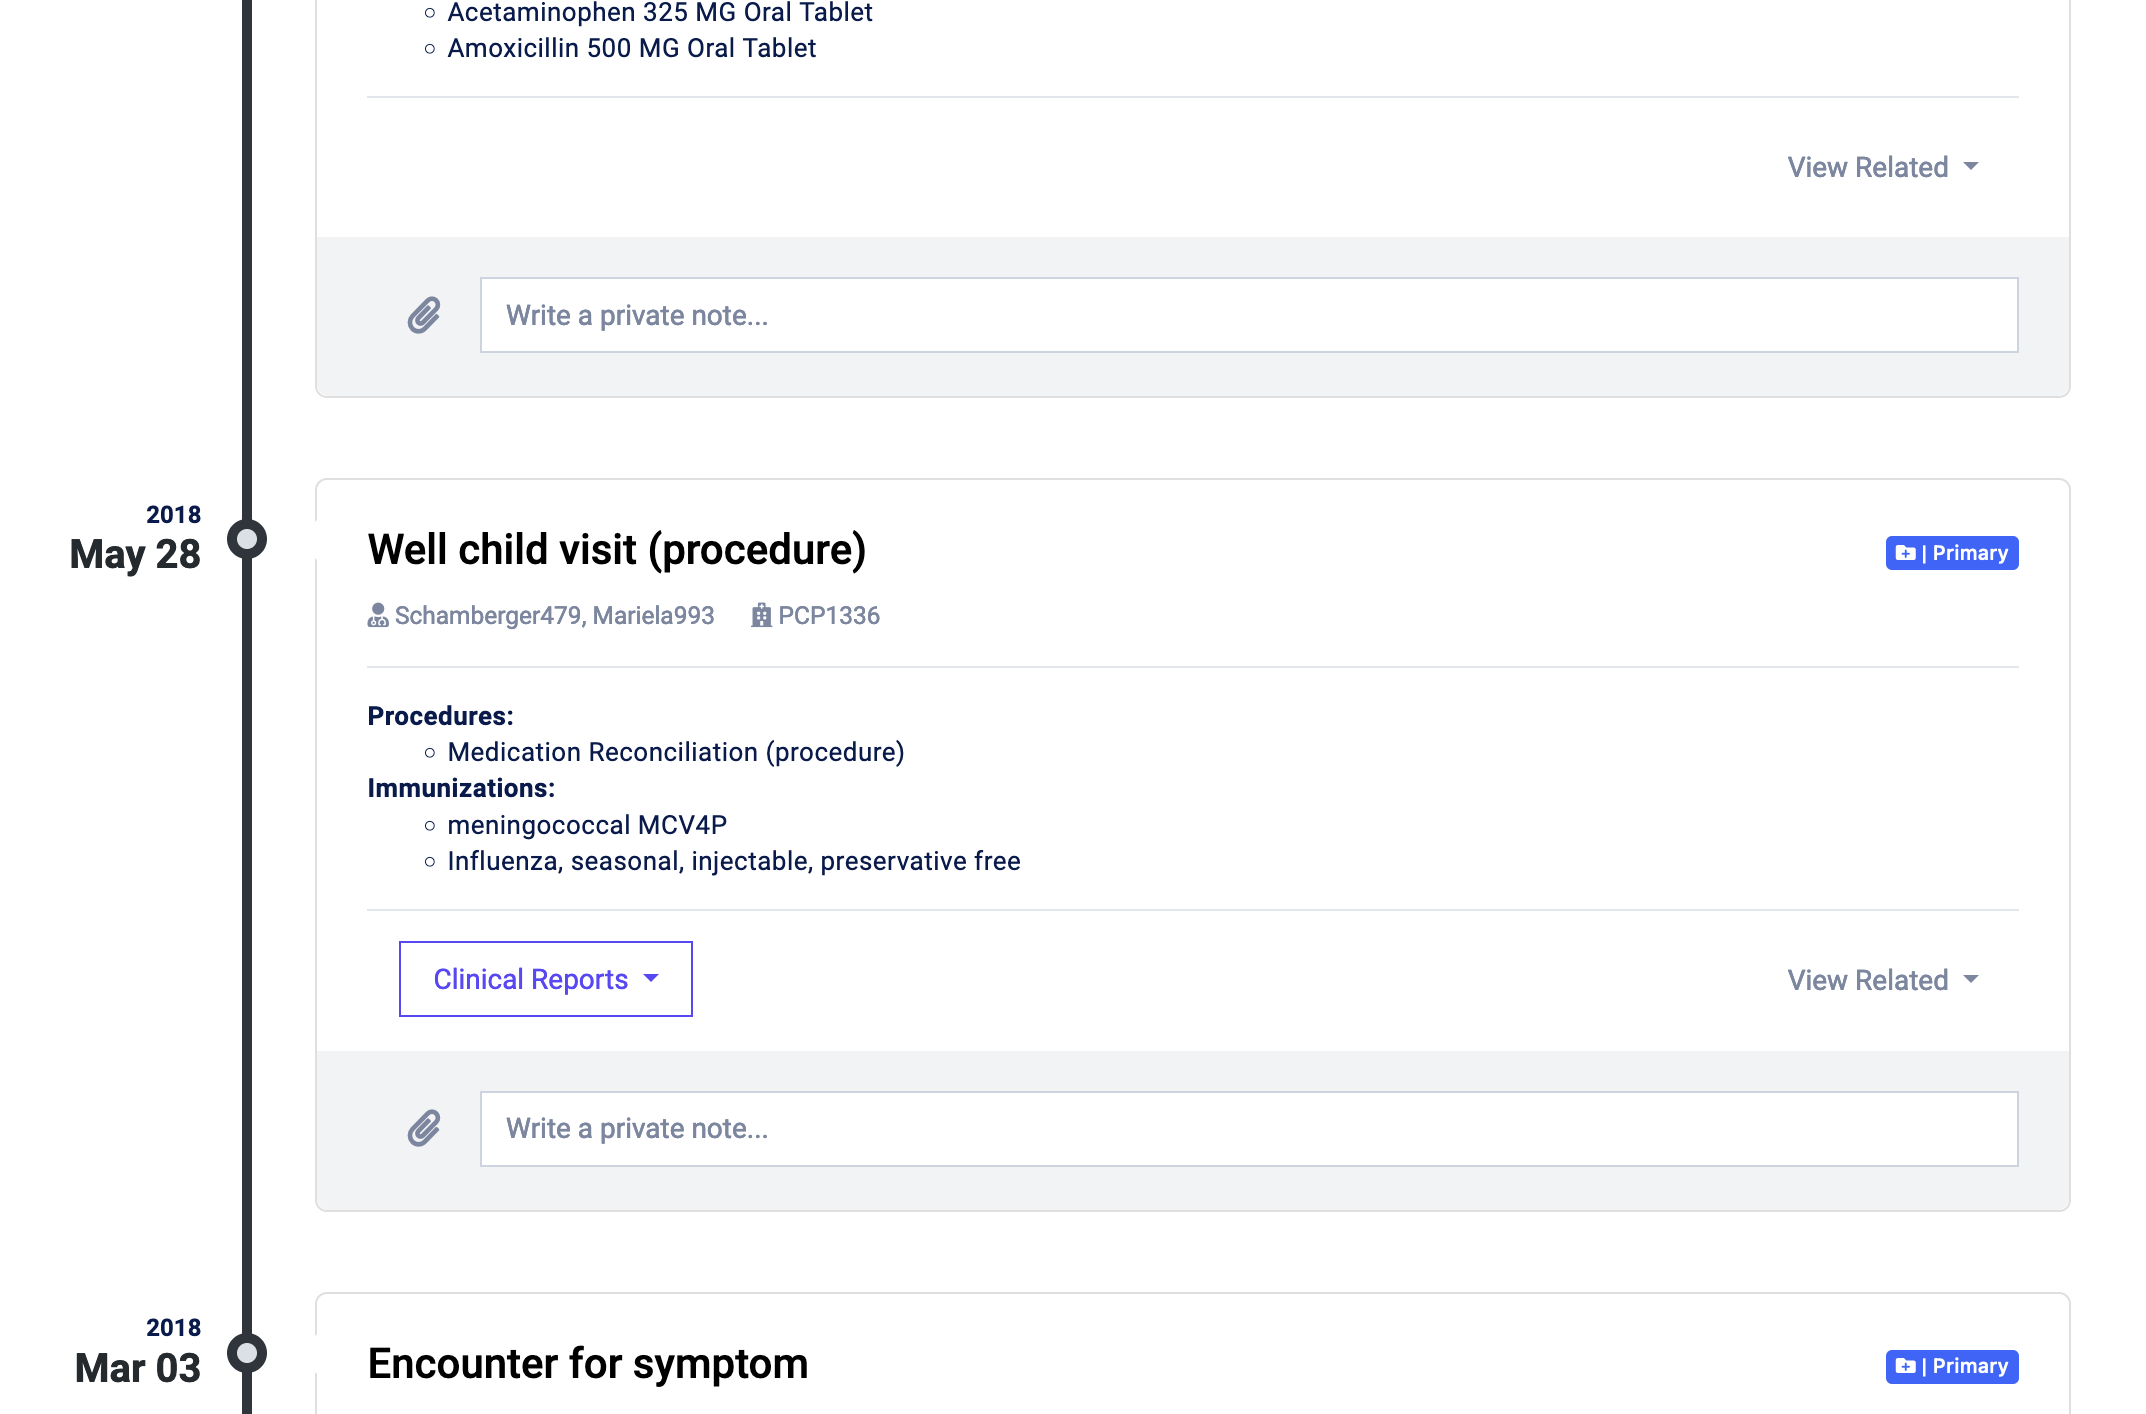 Acetaminophen 325 MG Oral Tablet
Amoxicillin 500 MG Oral Tablet
View Related
Write a private note...
2018
May 28
Well child visit (procedure)
| Primary
Schamberger479, Mariela993 PCP1336
Procedures:
Medication Reconciliation (procedure)
Immunizations:
meningococcal MCV4P
Influenza, seasonal, injectable, preservative free
Clinical Reports
View Related
Write a private note...
2018
Mar 03
Encounter for symptom
| Primary